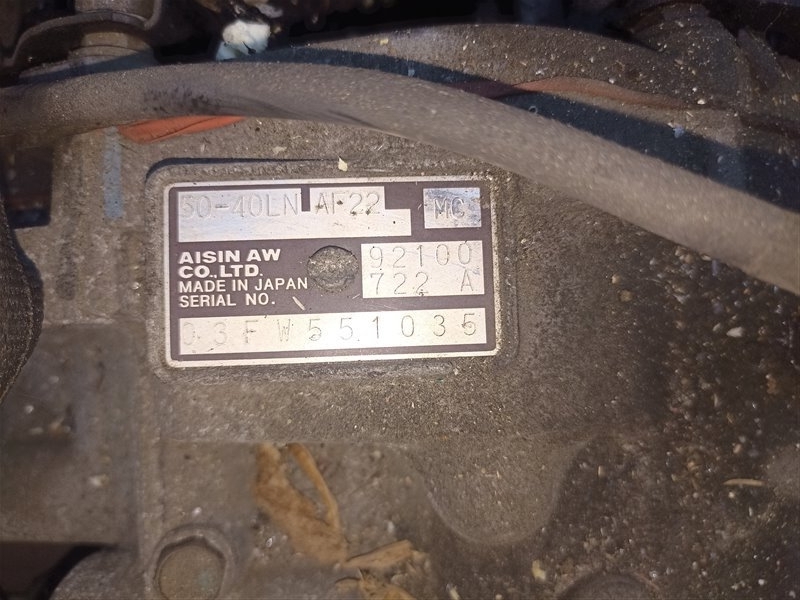 50-40LN AF22 MC
AISIN AW
CO.,LTD.
MADE IN JAPAN
SERIAL NO.
92100
722 A
03FW551035